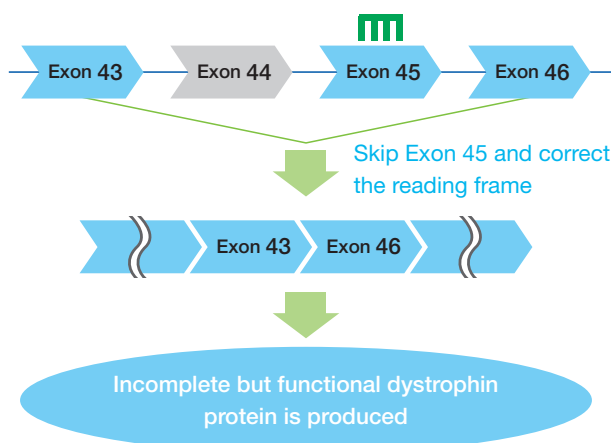 Exon 43
Exon 44
Exon 45
Exon 46
Skip Exon 45 and correct
the reading frame
Exon 43
Exon 46
Incomplete but functional dystrophin
protein is produced